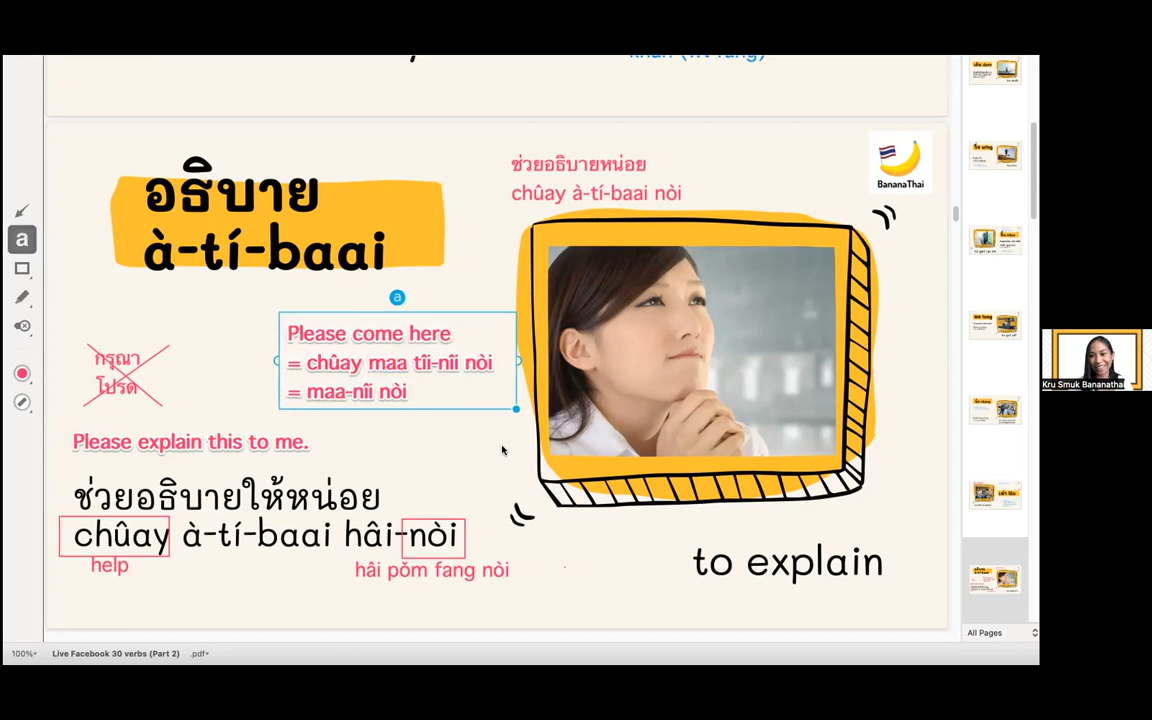 ช่วยอธิบายหน่อย
chûay à-tí-baai nòi
BananaThai
อธิบาย
à-tí-baai
a
a
Please come here
= chûay maa tîi-nîi nòi
= maa-nîi nòi
กรุณา
โปรด
Please explain this to me.
ช่วยอธิบายให้หน่อย
chûay à-tí-baai hâi-nòi
help
hâi pǒm fang nòi
to explain
Kru Smuk Bananathai
All Pages
100%
Live Facebook 30 verbs (Part 2) .pdf